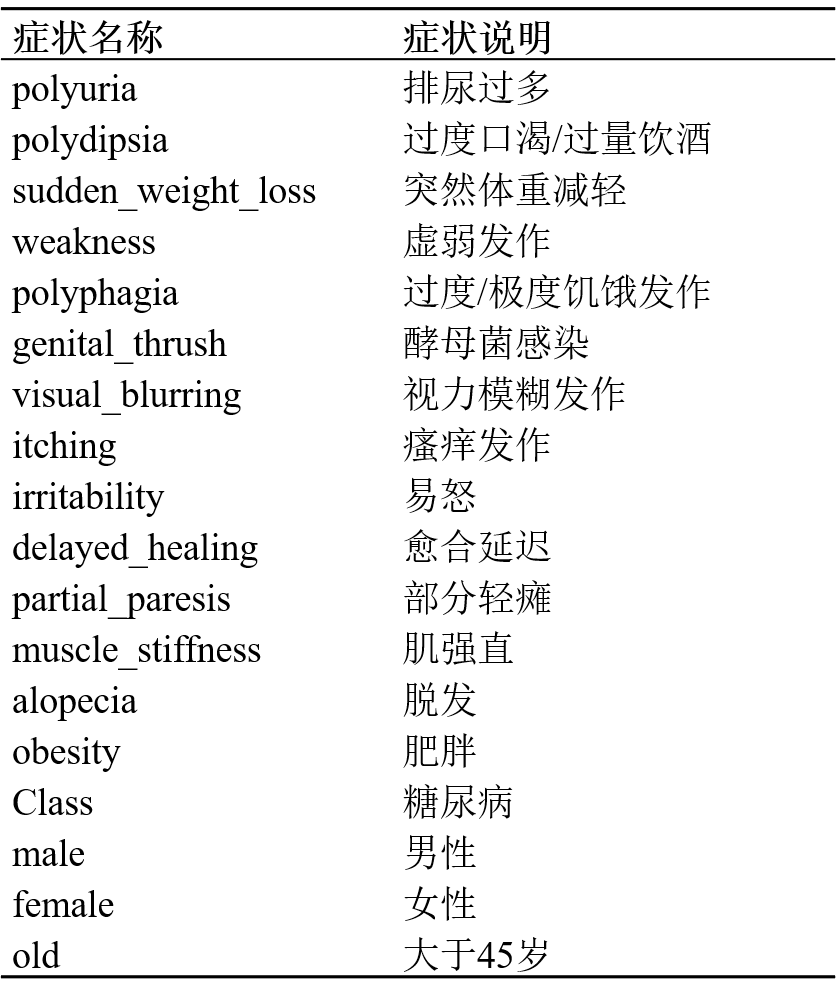 症状名称 症状说明
polyuria 排尿过多
polydipsia 过度口渴/过量饮酒
sudden_weight_loss 突然体重减轻
weakness 虚弱发作
polyphagia 过度/极度饥饿发作
genital_thrush 酵母菌感染
visual_blurring 视力模糊发作
itching 瘙痒发作
irritability 易怒
delayed_healing 愈合延迟
partial_paresis 部分轻瘫
muscle_stiffness 肌强直
alopecia 脱发
obesity 肥胖
Class 糖尿病
male 男性
female 女性
old 大于45岁